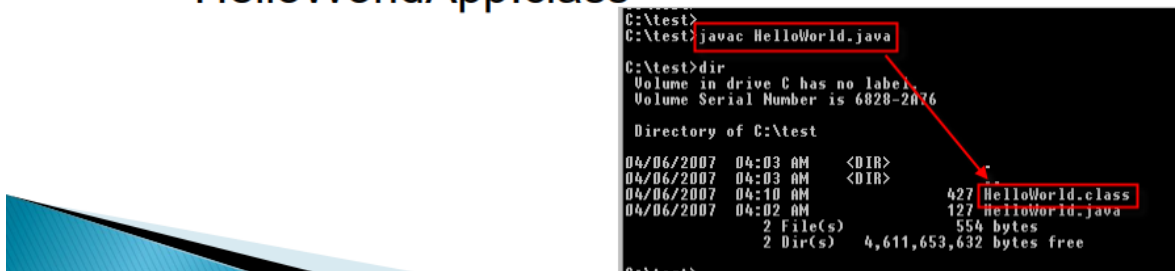 HelloWorldApp.class
C:\test>
C:\test>javac HelloWorld.java
C:\test>dir
Volume in drive C has no label.
Volume Serial Number is 6828-2A76
Directory of C:\test
04/06/2007 04:03 AM <DIR> .
04/06/2007 04:03 AM <DIR> ..
04/06/2007 04:10 AM 427 HelloWorld.class
04/06/2007 04:02 AM 127 HelloWorld.java
2 File(s) 554 bytes
2 Dir(s) 4,611,653,632 bytes free
C:\test>